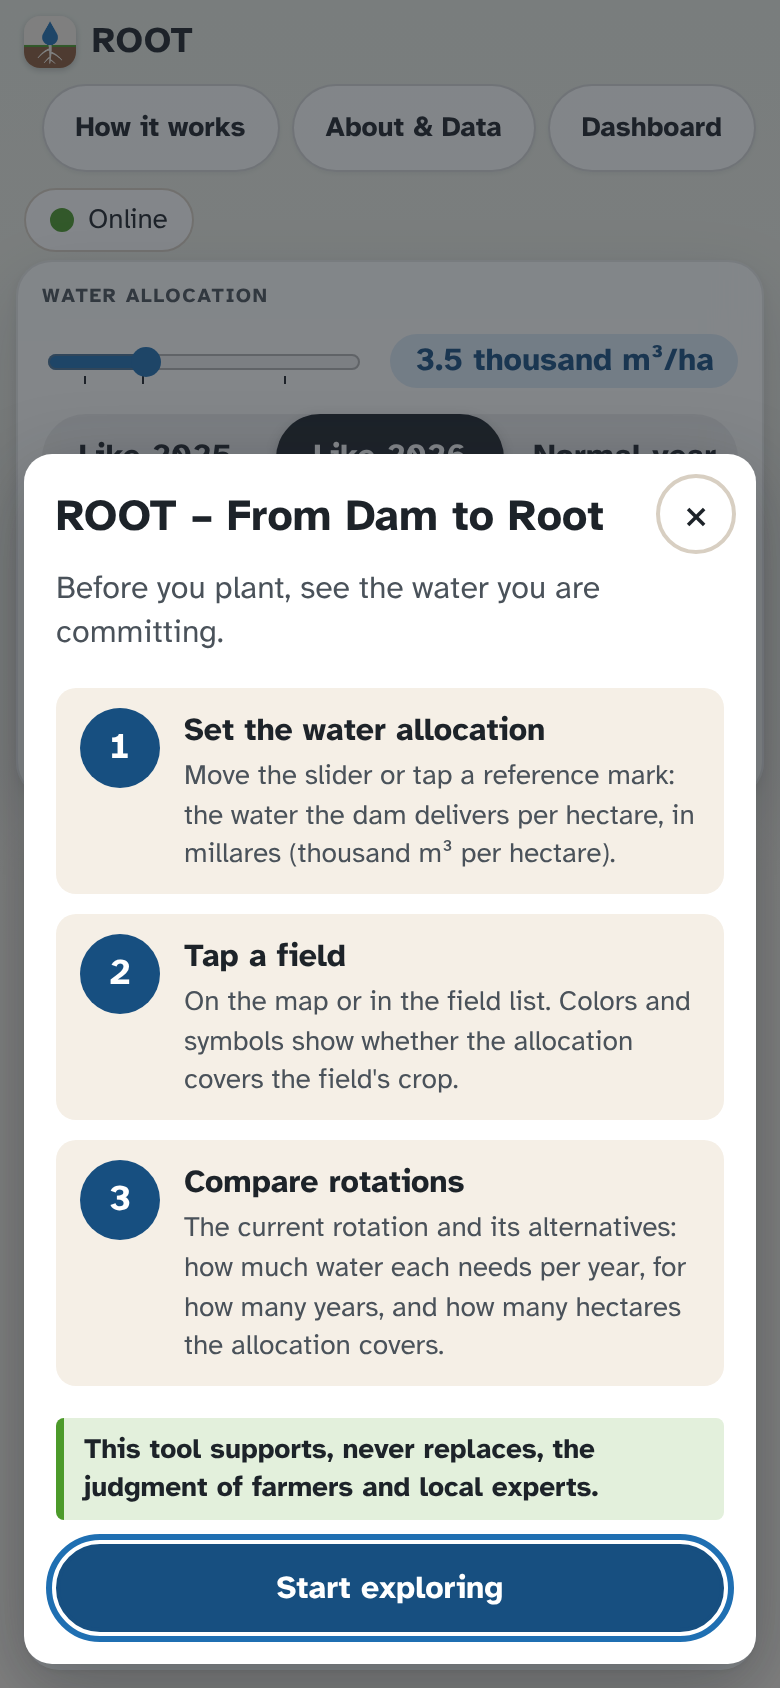 ROOT
How it works
About & Data
Dashboard
Online
WATER ALLOCATION
3.5 thousand m³/ha
Like 2025
Like 2026
Normal year
ROOT – From Dam to Root
×
Before you plant, see the water you are
committing.
1
Set the water allocation
Move the slider or tap a reference mark:
the water the dam delivers per hectare, in
millares (thousand m³ per hectare).
2
Tap a field
On the map or in the field list. Colors and
symbols show whether the allocation
covers the field's crop.
3
Compare rotations
The current rotation and its alternatives:
how much water each needs per year, for
how many years, and how many hectares
the allocation covers.
This tool supports, never replaces, the
judgment of farmers and local experts.
Start exploring